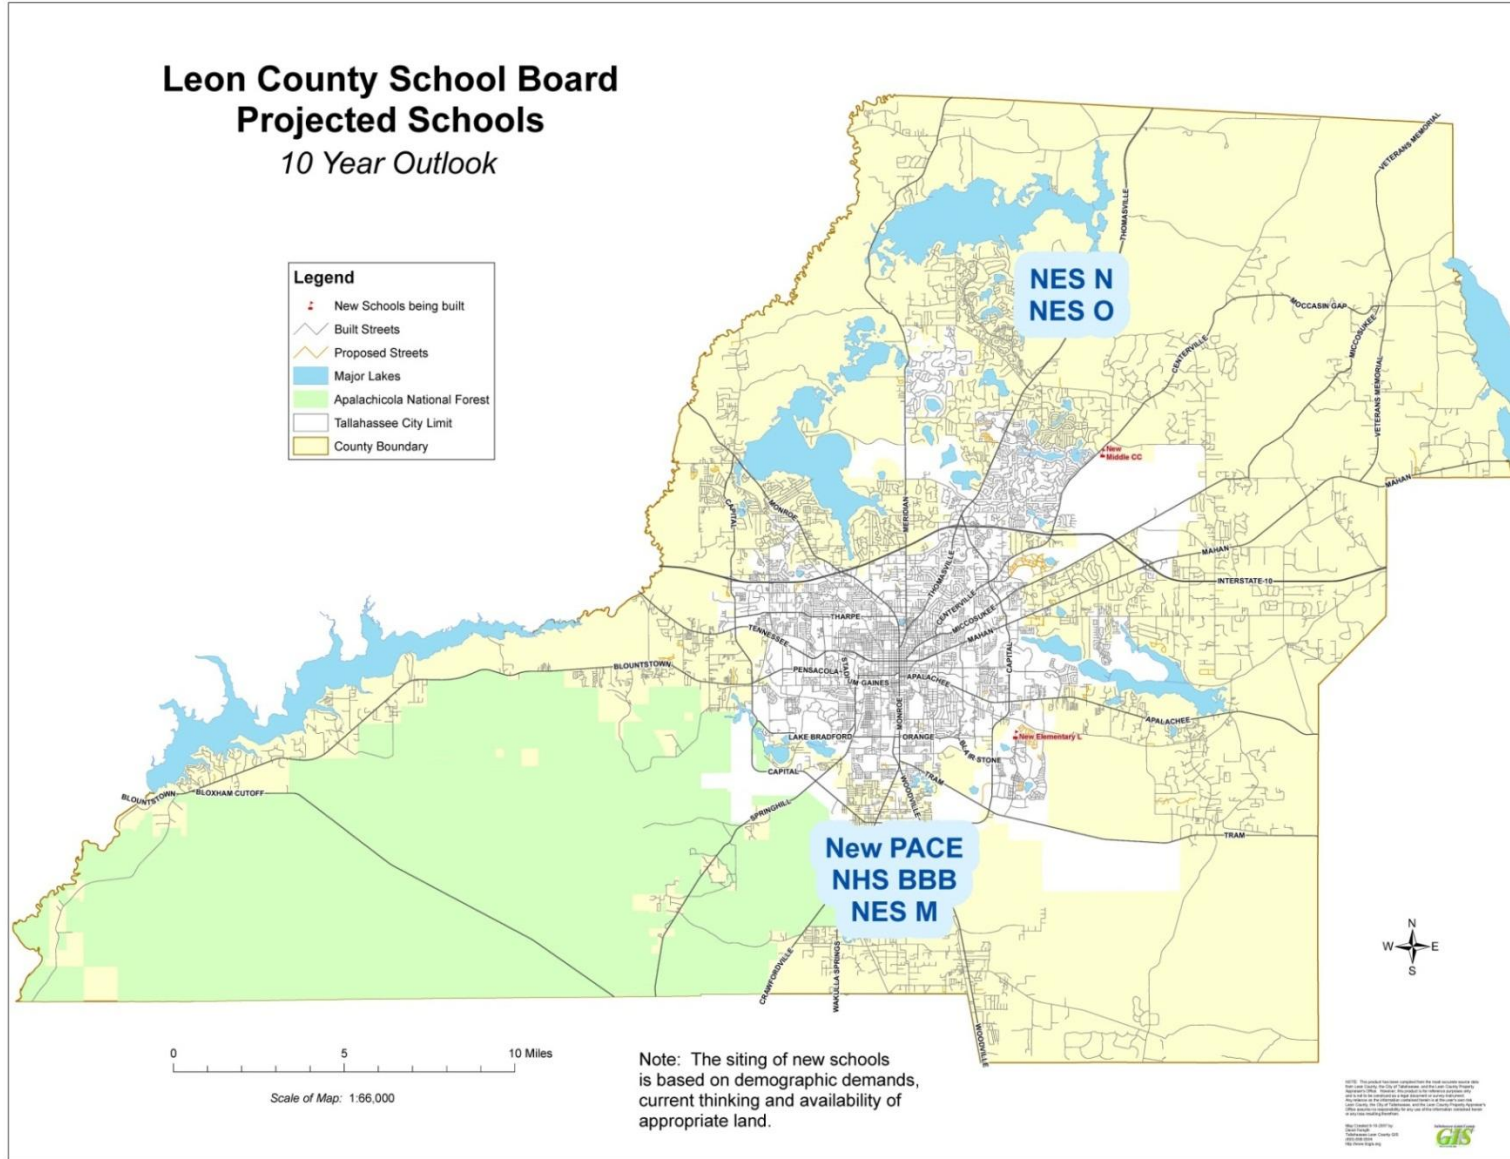 Leon County School Board
Projected Schools
10 Year Outlook
Legend
New Schools being built
Built Streets
Proposed Streets
Major Lakes
Apalachicola National Forest
Tallahassee City Limit
County Boundary
VETERANS MEMORIAL
THOMASVILLE
NES N
NES O
MOCCASIN GAP
MICCOSUKEE
CENTERVILLE
VETERANS MEMORIAL
New
Middle CC
MAHAN
CAPITAL
MONROE
MERIDIAN
MAHAN
THOMASVILLE
INTERSTATE-10
CENTERVILLE
MICCOSUKEE
THARPE
MAHAN
TENNESSEE
CAPITAL
BLOUNTSTOWN
PENSACOLA
STADIUM
GAINES
APALACHEE
APALACHEE
MONROE
LAKE BRADFORD
ORANGE
New Elementary L
BLAIR STONE
CAPITAL
TRAM
WOODVILLE
BLOUNTSTOWN
BLOXHAM CUTOFF
SPRINGHILL
TRAM
New PACE
NHS BBB
NES M
CRAWFORDVILLE
WAKULLA SPRINGS
WOODVILLE
N
W E
S
0 5 10 Miles
Scale of Map: 1:66,000
Note: The siting of new schools
is based on demographic demands,
current thinking and availability of
appropriate land.
GIS